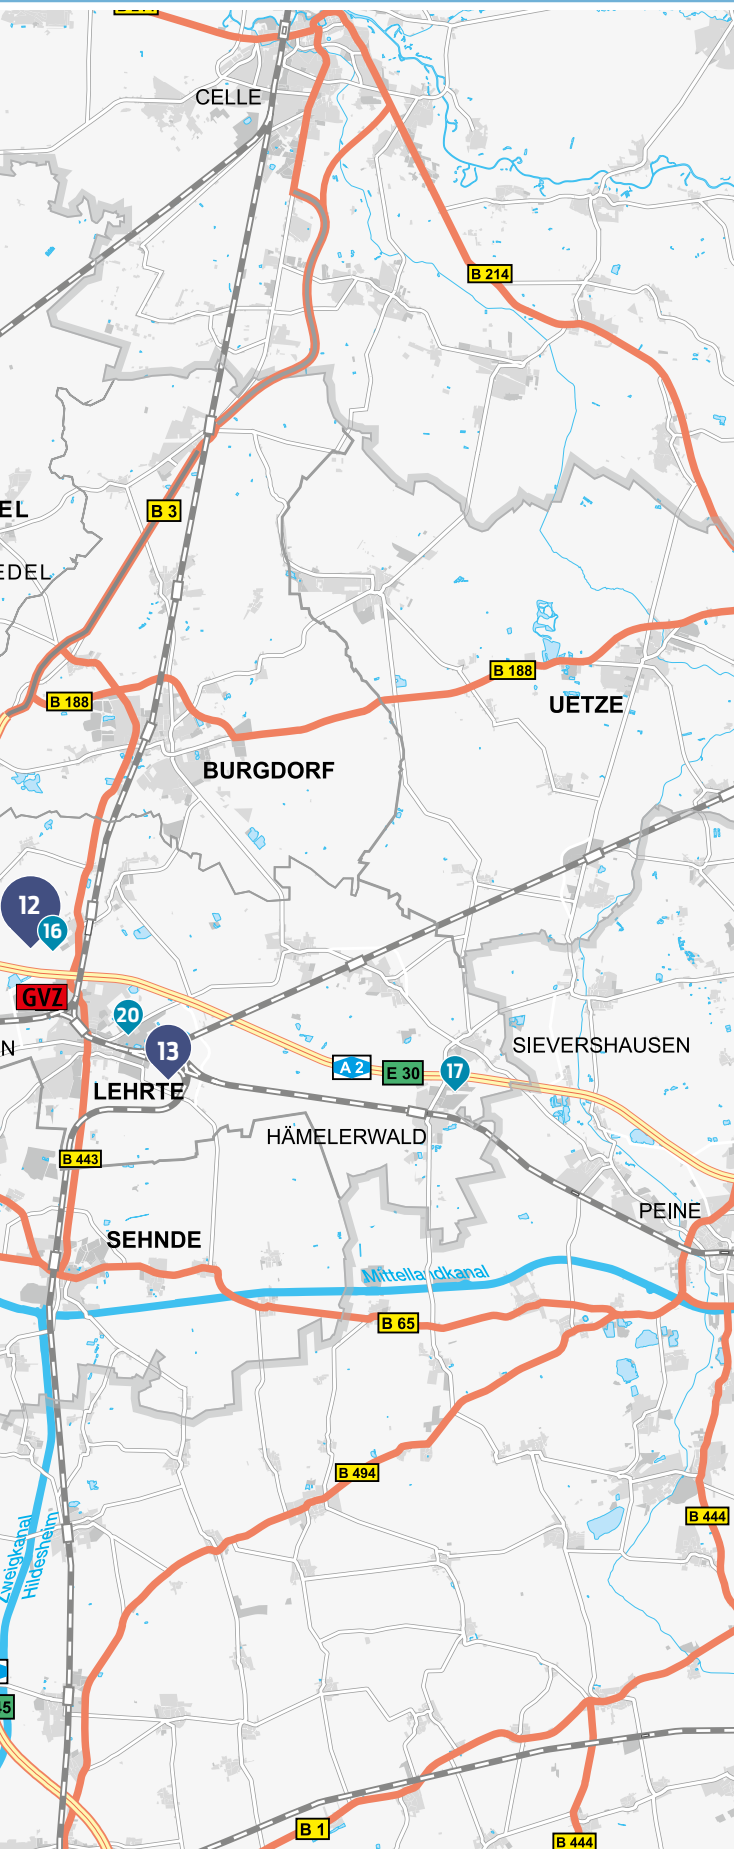 CELLE
B 214
EL
B 3
EDEL
B 188
B 188
UETZE
BURGDORF
12
16
GVZ
20
13
SIEVERSHAUSEN
N
A 2
E 30
17
LEHRTE
HÄMELERWALD
B 443
PEINE
SEHNDE
Mittellandkanal
B 65
B 494
B 444
Zweigkanal
Hildesheim
45
B 1
B 444